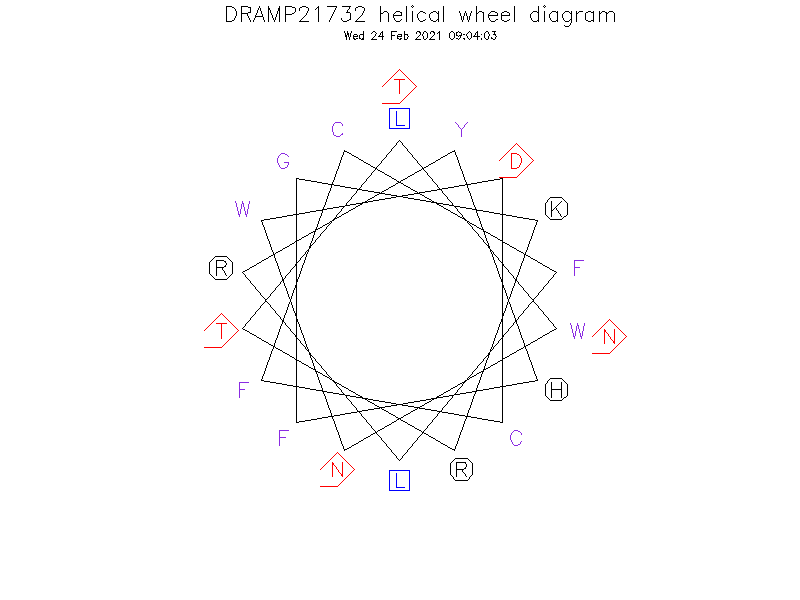 DRAMP21732 helical wheel diagram
Wed 24 Feb 2021 09:04:03
T
L
C Y
G D
W K
R F
T W N
F H
F C
N R
L